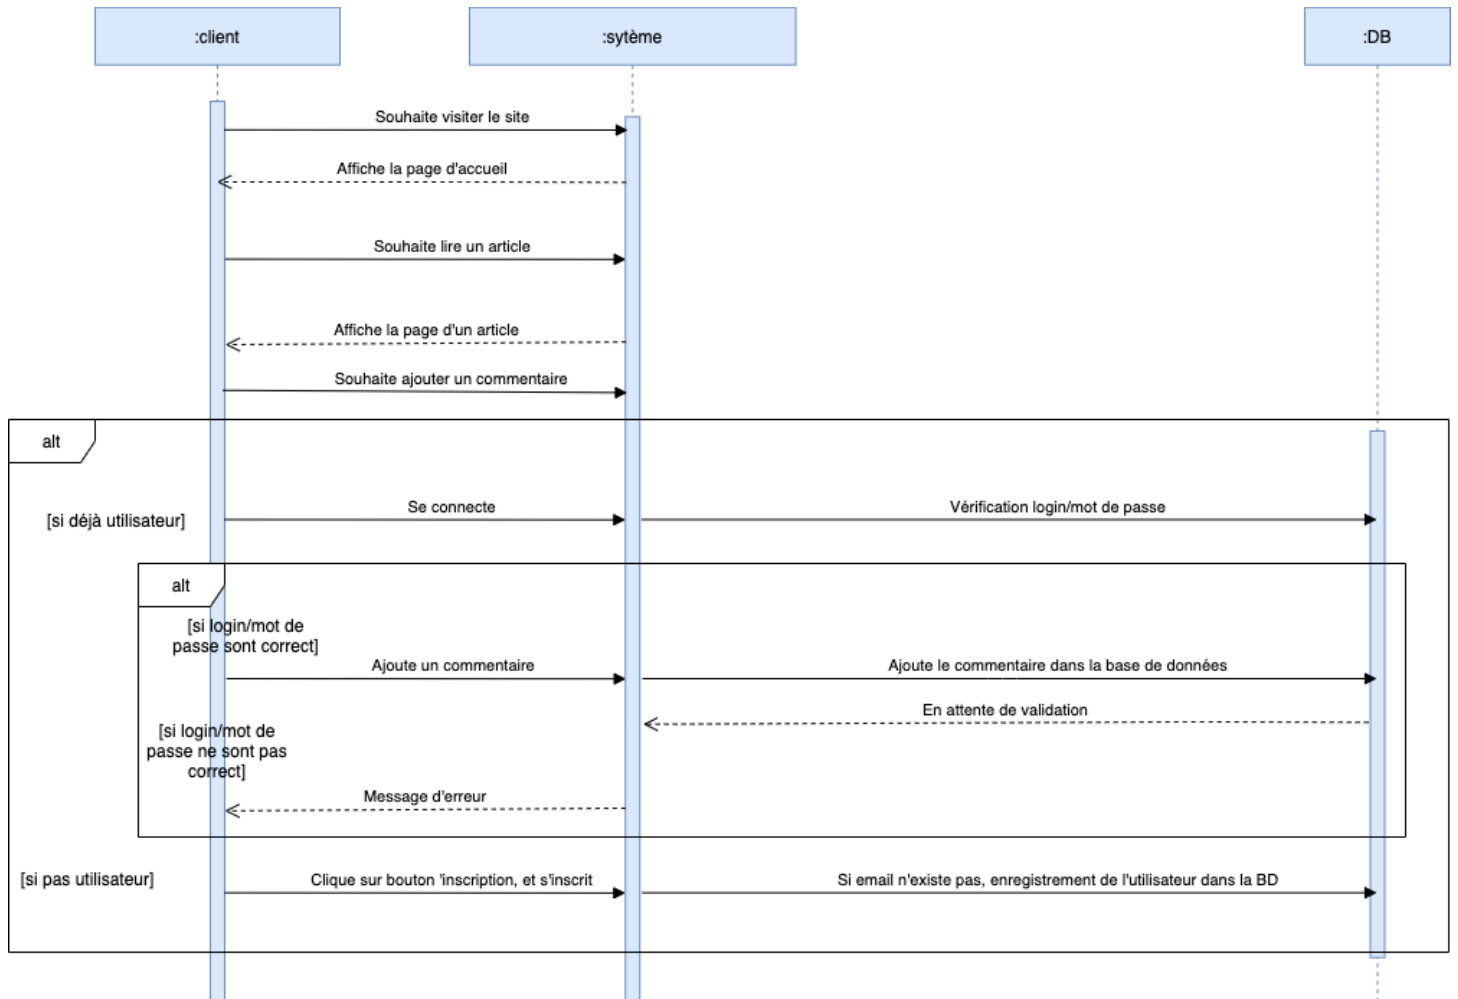 :client
:sytème
:DB
Souhaite visiter le site
Affiche la page d'accueil
Souhaite lire un article
Affiche la page d'un article
Souhaite ajouter un commentaire
alt
[si déjà utilisateur]
Se connecte
Vérification login/mot de passe
alt
[si login/mot de
passe sont correct]
Ajoute un commentaire
Ajoute le commentaire dans la base de données
En attente de validation
[si login/mot de
passe ne sont pas
correct]
Message d'erreur
[si pas utilisateur]
Clique sur bouton 'inscription, et s'inscrit
Si email n'existe pas, enregistrement de l'utilisateur dans la BD